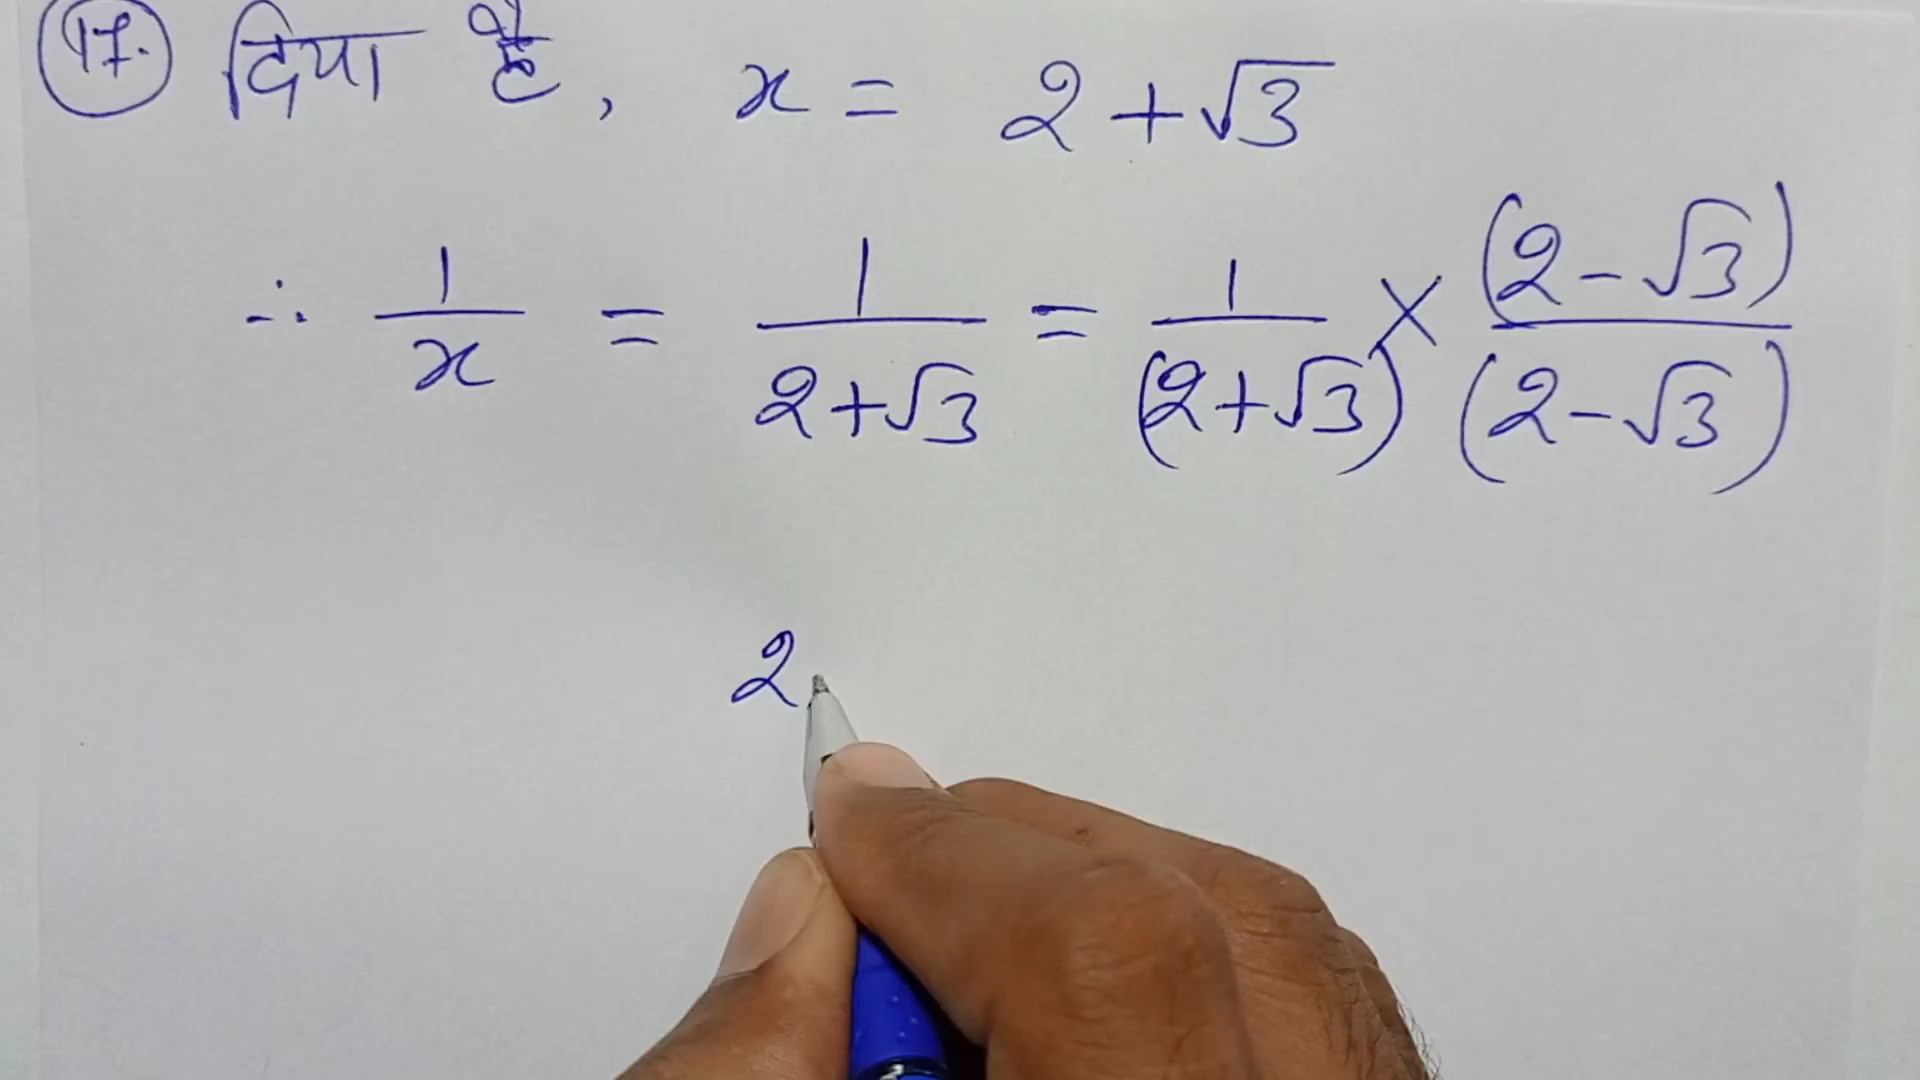 17. दिया है, x = 2 + √3
∴ 1/x = 1/(2+√3) = 1/(2+√3) × (2-√3)/(2-√3)
2